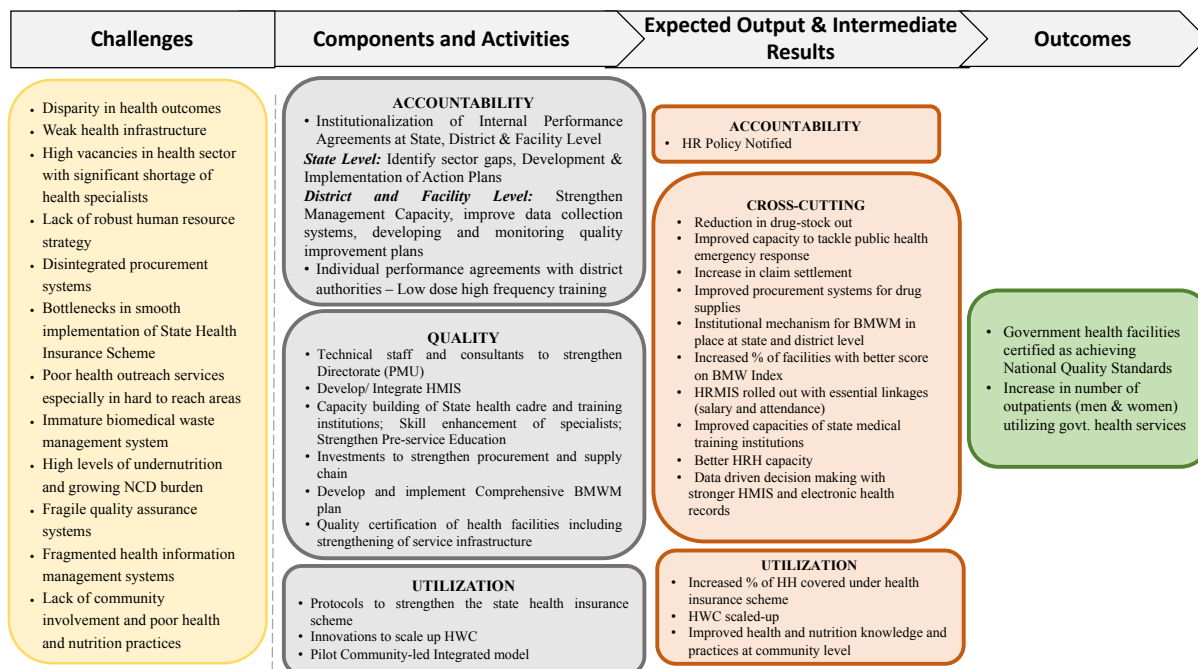 Challenges
Components and Activities
Expected Output & Intermediate
Results
Outcomes
• Disparity in health outcomes
• Weak health infrastructure
• High vacancies in health sector
with significant shortage of
health specialists
• Lack of robust human resource
strategy
• Disintegrated procurement
systems
• Bottlenecks in smooth
implementation of State Health
Insurance Scheme
• Poor health outreach services
especially in hard to reach areas
• Immature biomedical waste
management system
• High levels of undernutrition
and growing NCD burden
• Fragile quality assurance
systems
• Fragmented health information
management systems
• Lack of community
involvement and poor health
and nutrition practices
ACCOUNTABILITY
• Institutionalization of Internal Performance
Agreements at State, District & Facility Level
State Level: Identify sector gaps, Development &
Implementation of Action Plans
District and Facility Level: Strengthen
Management Capacity, improve data collection
systems, developing and monitoring quality
improvement plans
• Individual performance agreements with district
authorities – Low dose high frequency training
QUALITY
• Technical staff and consultants to strengthen
Directorate (PMU)
• Develop/ Integrate HMIS
• Capacity building of State health cadre and training
institutions; Skill enhancement of specialists;
Strengthen Pre-service Education
• Investments to strengthen procurement and supply
chain
• Develop and implement Comprehensive BMWM
plan
• Quality certification of health facilities including
strengthening of service infrastructure
UTILIZATION
• Protocols to strengthen the state health insurance
scheme
• Innovations to scale up HWC
• Pilot Community-led Integrated model
ACCOUNTABILITY
• HR Policy Notified
CROSS-CUTTING
• Reduction in drug-stock out
• Improved capacity to tackle public health
emergency response
• Increase in claim settlement
• Improved procurement systems for drug
supplies
• Institutional mechanism for BMWM in
place at state and district level
• Increased % of facilities with better score
on BMW Index
• HRMIS rolled out with essential linkages
(salary and attendance)
• Improved capacities of state medical
training institutions
• Better HRH capacity
• Data driven decision making with
stronger HMIS and electronic health
records
UTILIZATION
• Increased % of HH covered under health
insurance scheme
• HWC scaled-up
• Improved health and nutrition knowledge and
practices at community level
• Government health facilities
certified as achieving
National Quality Standards
• Increase in number of
outpatients (men & women)
utilizing govt. health services